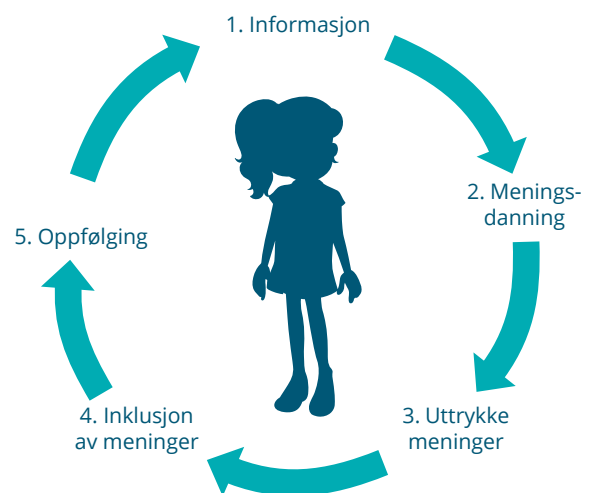 1. Informasjon
2. Menings-
danning
3. Uttrykke
meninger
4. Inklusjon
av meninger
5. Oppfølging